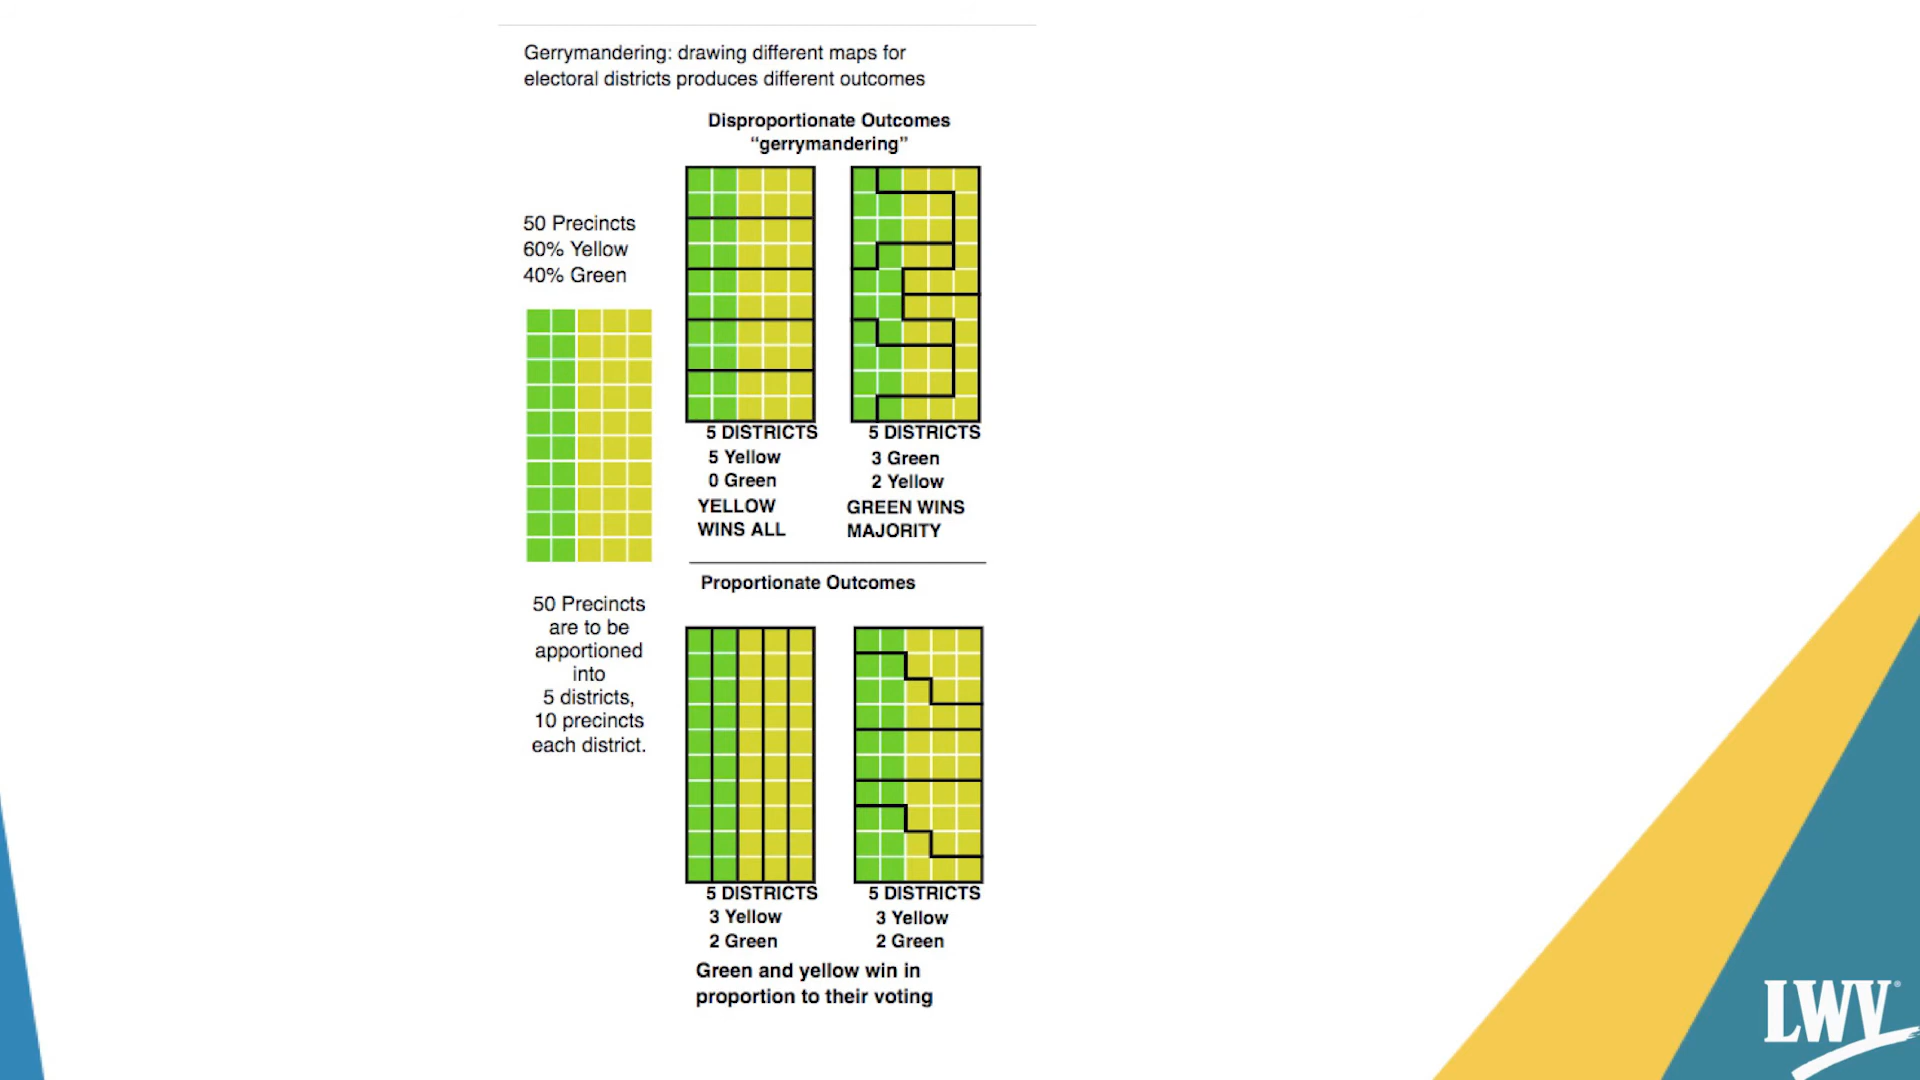 Gerrymandering: drawing different maps for
electoral districts produces different outcomes
Disproportionate Outcomes
“gerrymandering”
50 Precincts
60% Yellow
40% Green
5 DISTRICTS
5 Yellow
0 Green
YELLOW
WINS ALL
5 DISTRICTS
3 Green
2 Yellow
GREEN WINS
MAJORITY
50 Precincts
are to be
apportioned
into
5 districts,
10 precincts
each district.
Proportionate Outcomes
5 DISTRICTS
3 Yellow
2 Green
5 DISTRICTS
3 Yellow
2 Green
Green and yellow win in
proportion to their voting
LWV®